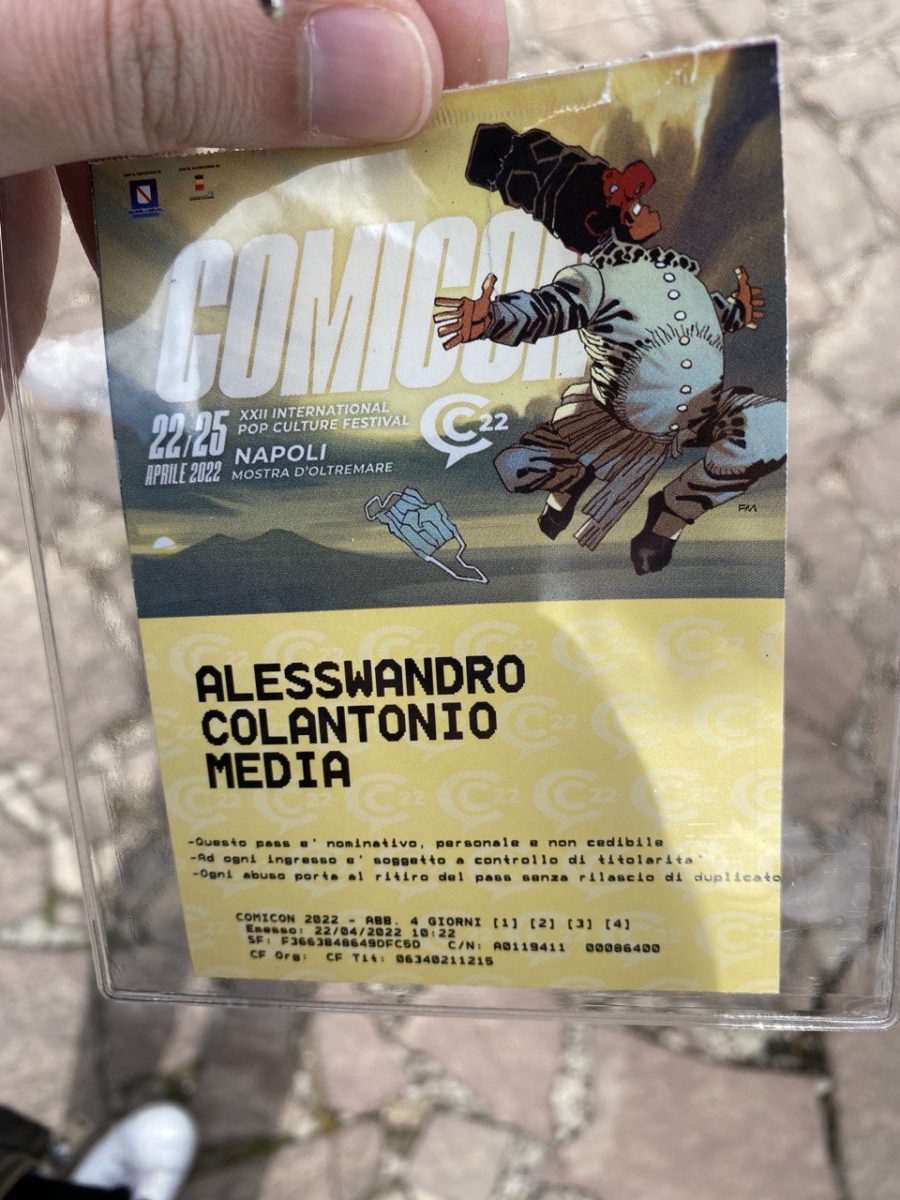 COMICON
22/25
APRILE 2022
XXII INTERNATIONAL
POP CULTURE FESTIVAL
NAPOLI
MOSTRA D'OLTREMARE
CC22
FM
ALESSWANDRO
COLANTONIO
MEDIA
-Questo pass e' nominativo, personale e non cedibile
-Ad ogni ingresso e' soggetto a controllo di titolarita'
-Ogni abuso porta al ritiro del pass senza rilascio di duplicato
COMICON 2022 - ABB. 4 GIORNI [1] [2] [3] [4]
Emesso: 22/04/2022 10:22
SF: F3663B48649DFC5D C/N: A0119411 00086400
CF Org: CF Tit: 06340211215